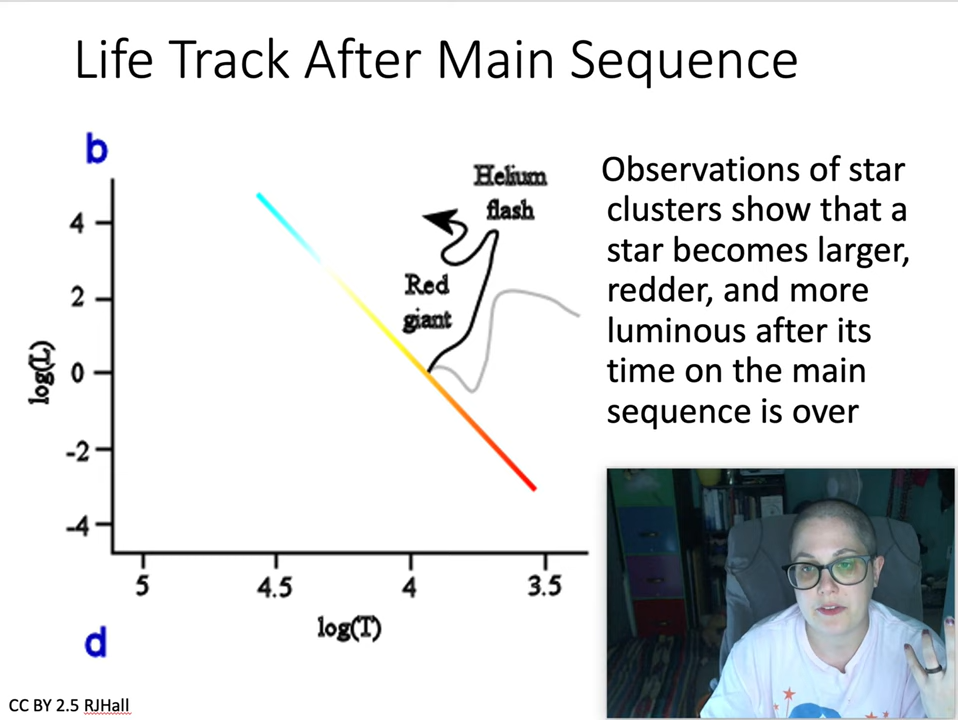 Life Track After Main Sequence
b
Helium
flash
Red
giant
4
2
0
-2
-4
log(L)
5
4.5
4
3.5
log(T)
d
Observations of star
clusters show that a
star becomes larger,
redder, and more
luminous after its
time on the main
sequence is over
CC BY 2.5 RJHall